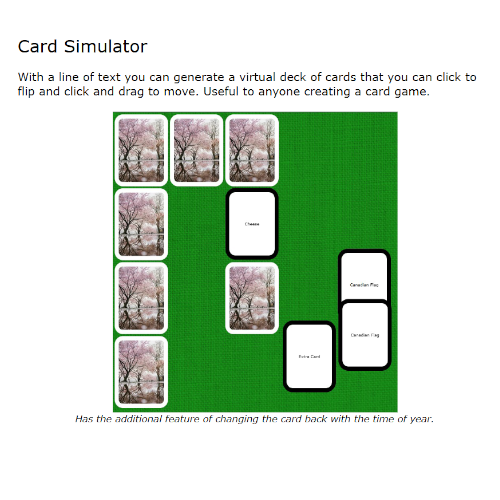 Card Simulator
With a line of text you can generate a virtual deck of cards that you can click to
flip and click and drag to move. Useful to anyone creating a card game.
Cheese
Canadian Flag
Canadian Flag
Extra Card
Has the additional feature of changing the card back with the time of year.